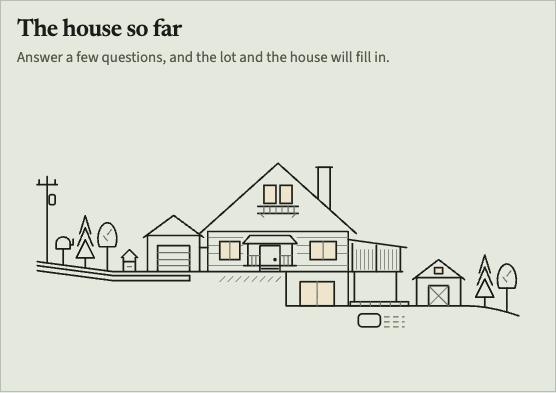 The house so far
Answer a few questions, and the lot and the house will fill in.